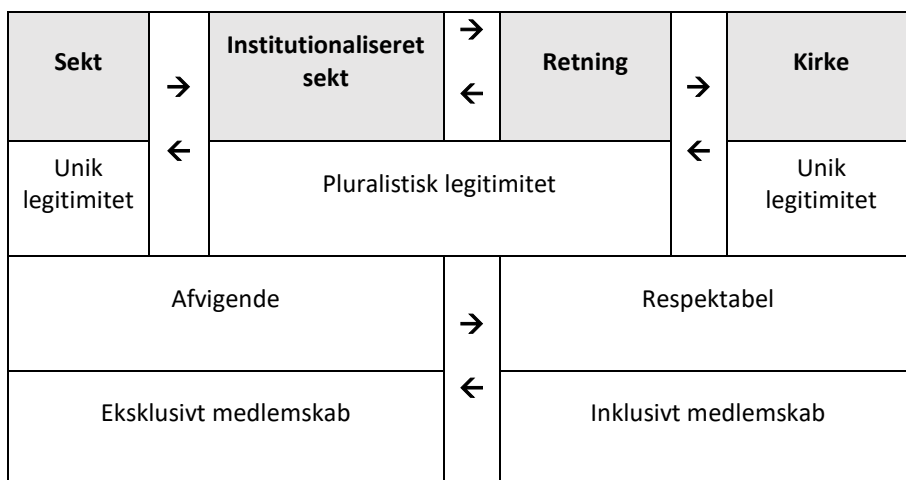 Sekt
→
←
Institutionaliseret
sekt
→
←
Retning
→
←
Kirke
Unik
legitimitet
Pluralistisk legitimitet
Unik
legitimitet
Afvigende
→
←
Respektabel
Eksklusivt medlemskab
Inklusivt medlemskab